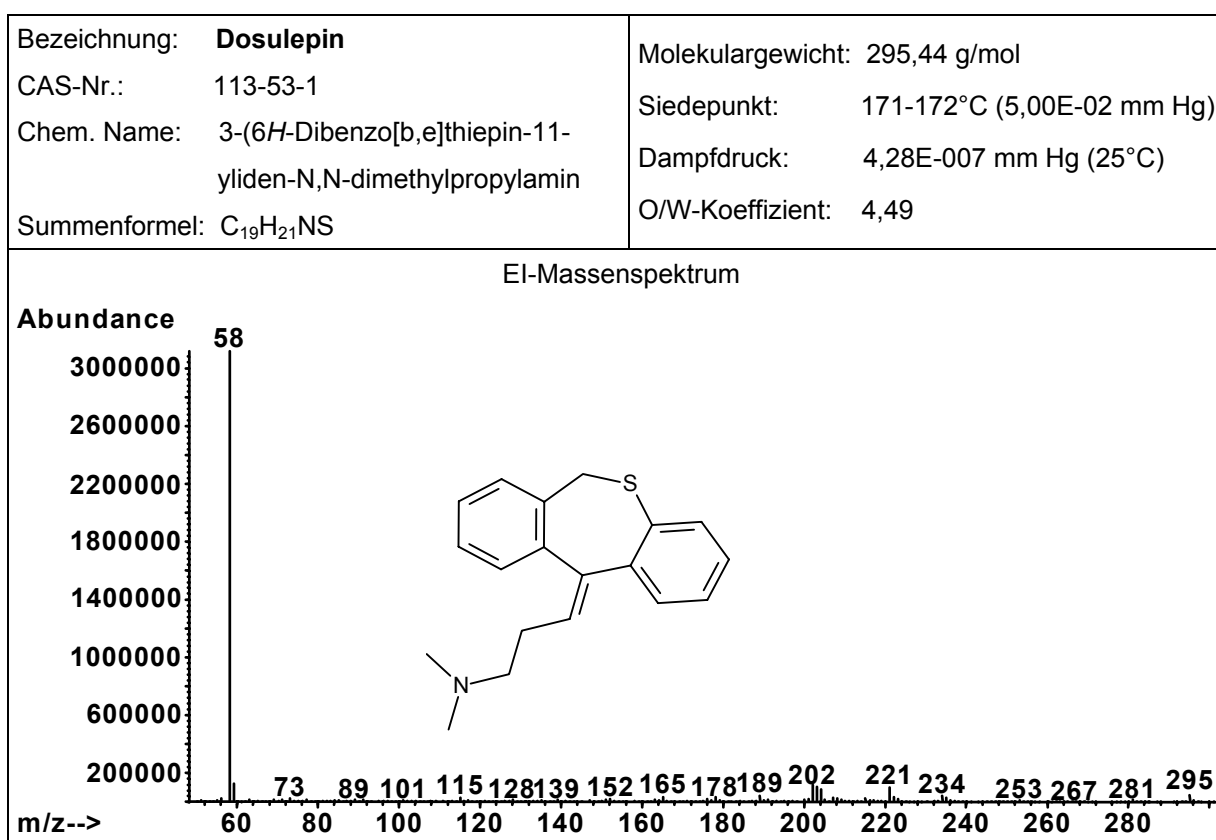 Bezeichnung: Dosulepin
CAS-Nr.: 113-53-1
Chem. Name: 3-(6H-Dibenzo[b,e]thiepin-11-
yliden-N,N-dimethylpropylamin
Summenformel: C₁₉H₂₁NS
Molekulargewicht: 295,44 g/mol
Siedepunkt: 171-172°C (5,00E-02 mm Hg)
Dampfdruck: 4,28E-007 mm Hg (25°C)
O/W-Koeffizient: 4,49
EI-Massenspektrum
Abundance
58
3000000
2600000
2200000
S
1800000
1400000
1000000
N
600000
200000
73 89 101 115 128 139 152 165 178 189 202 221 234 253 267 281 295
m/z--> 60 80 100 120 140 160 180 200 220 240 260 280